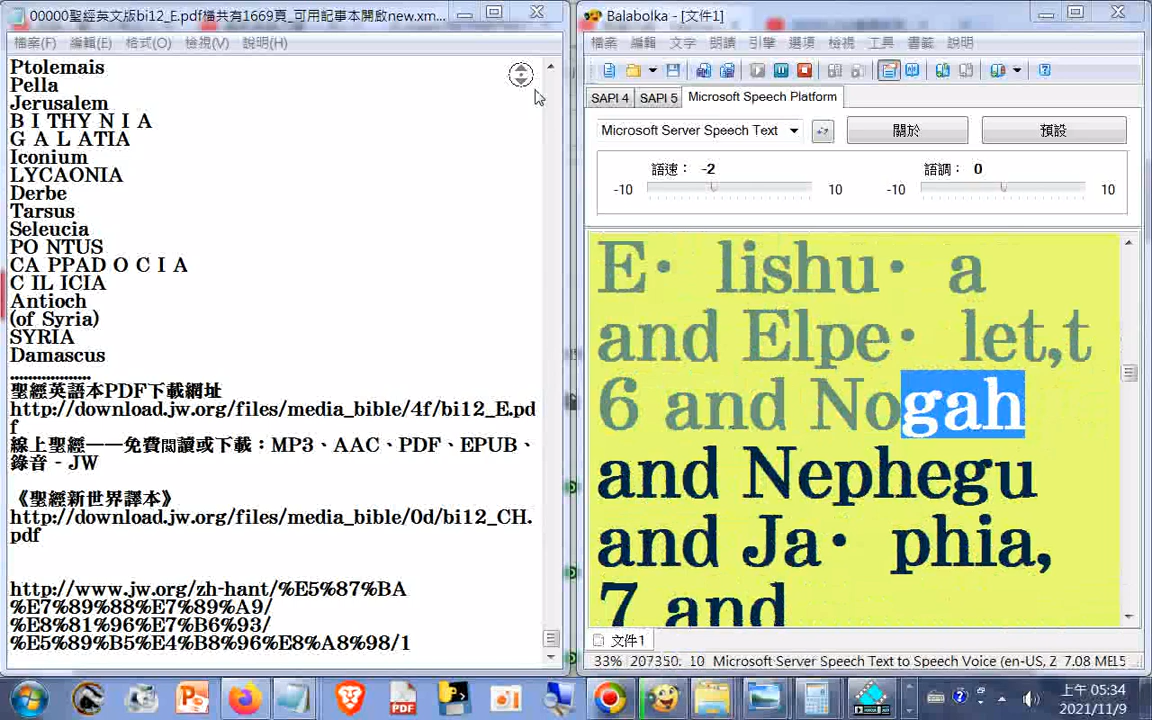 00000聖經英文版bi12_E.pdf檔共有1669頁_可用記事本開啟new.xm...
檔案(F) 編輯(E) 格式(O) 檢視(V) 說明(H)
Ptolemais
Pella
Jerusalem
B I THY N I A
G A L ATIA
Iconium
LYCAONIA
Derbe
Tarsus
Seleucia
PO NTUS
CA PPAD O C I A
C IL ICIA
Antioch
(of Syria)
SYRIA
Damascus
..................
聖經英語本PDF下載網址
http://download.jw.org/files/media_bible/4f/bi12_E.pd
f
線上聖經——免費閱讀或下載：MP3、AAC、PDF、EPUB、
錄音 - JW
《聖經新世界譯本》
http://download.jw.org/files/media_bible/0d/bi12_CH.
pdf
http://www.jw.org/zh-hant/%E5%87%BA
%E7%89%88%E7%89%A9/
%E8%81%96%E7%B6%93/
%E5%89%B5%E4%B8%96%E8%A8%98/1
Balabolka - [文件1]
檔案 編輯 文字 朗讀 引擎 選項 檢視 工具 書籤 說明
SAPI 4 SAPI 5 Microsoft Speech Platform
Microsoft Server Speech Text 關於 預設
語速： -2 語調： 0
-10 10 -10 10
E· lishu· a
and Elpe· let,t
6 and Nogah
and Nephegu
and Ja· phia,
7 and
文件1
33% 207350. 10 Microsoft Server Speech Text to Speech Voice (en-US, Z 7.08 МЕ15
上午 05:34
2021/11/9